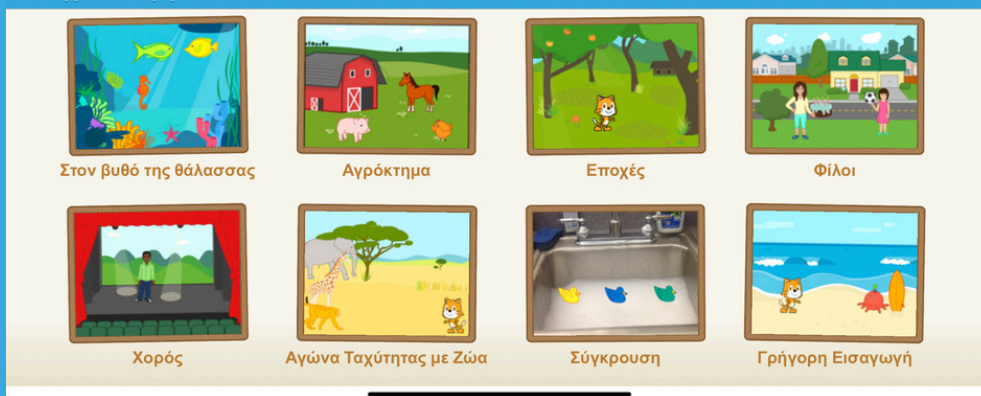 Στον βυθό της θάλασσας
Αγρόκτημα
Εποχές
Φίλοι
Χορός
Αγώνα Ταχύτητας με Ζώα
Σύγκρουση
Γρήγορη Εισαγωγή